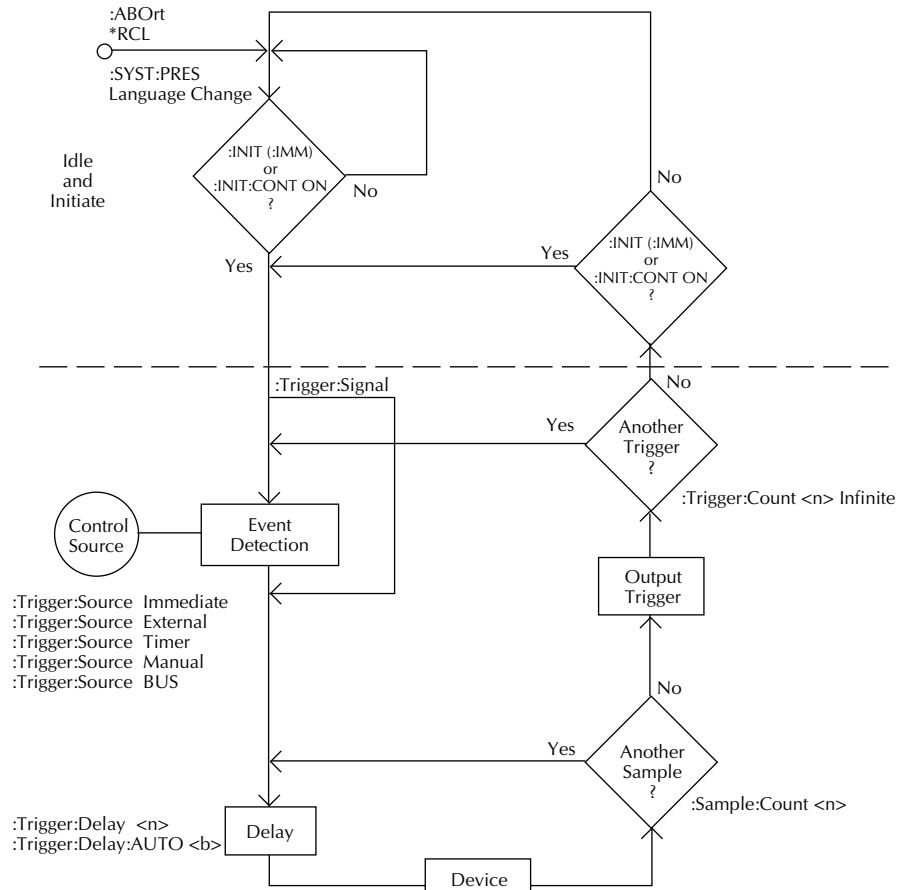 :ABOrt
*RCL
:SYST:PRES
Language Change
:INIT (:IMM)
or
:INIT:CONT ON
?
No
Yes
Idle
and
Initiate
No
:INIT (:IMM)
or
:INIT:CONT ON
?
Yes
:Trigger:Signal
No
Another
Trigger
?
Yes
:Trigger:Count <n> Infinite
Control
Source
Event
Detection
Output
Trigger
:Trigger:Source Immediate
:Trigger:Source External
:Trigger:Source Timer
:Trigger:Source Manual
:Trigger:Source BUS
No
Another
Sample
?
Yes
:Sample:Count <n>
:Trigger:Delay <n>
:Trigger:Delay:AUTO <b>
Delay
Device